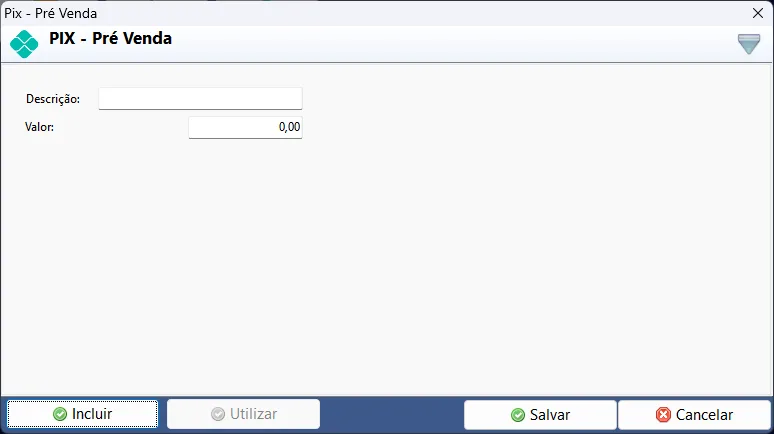 Pix - Pré Venda
PIX - Pré Venda
Descrição:
Valor: 0,00
Incluir Utilizar Salvar Cancelar